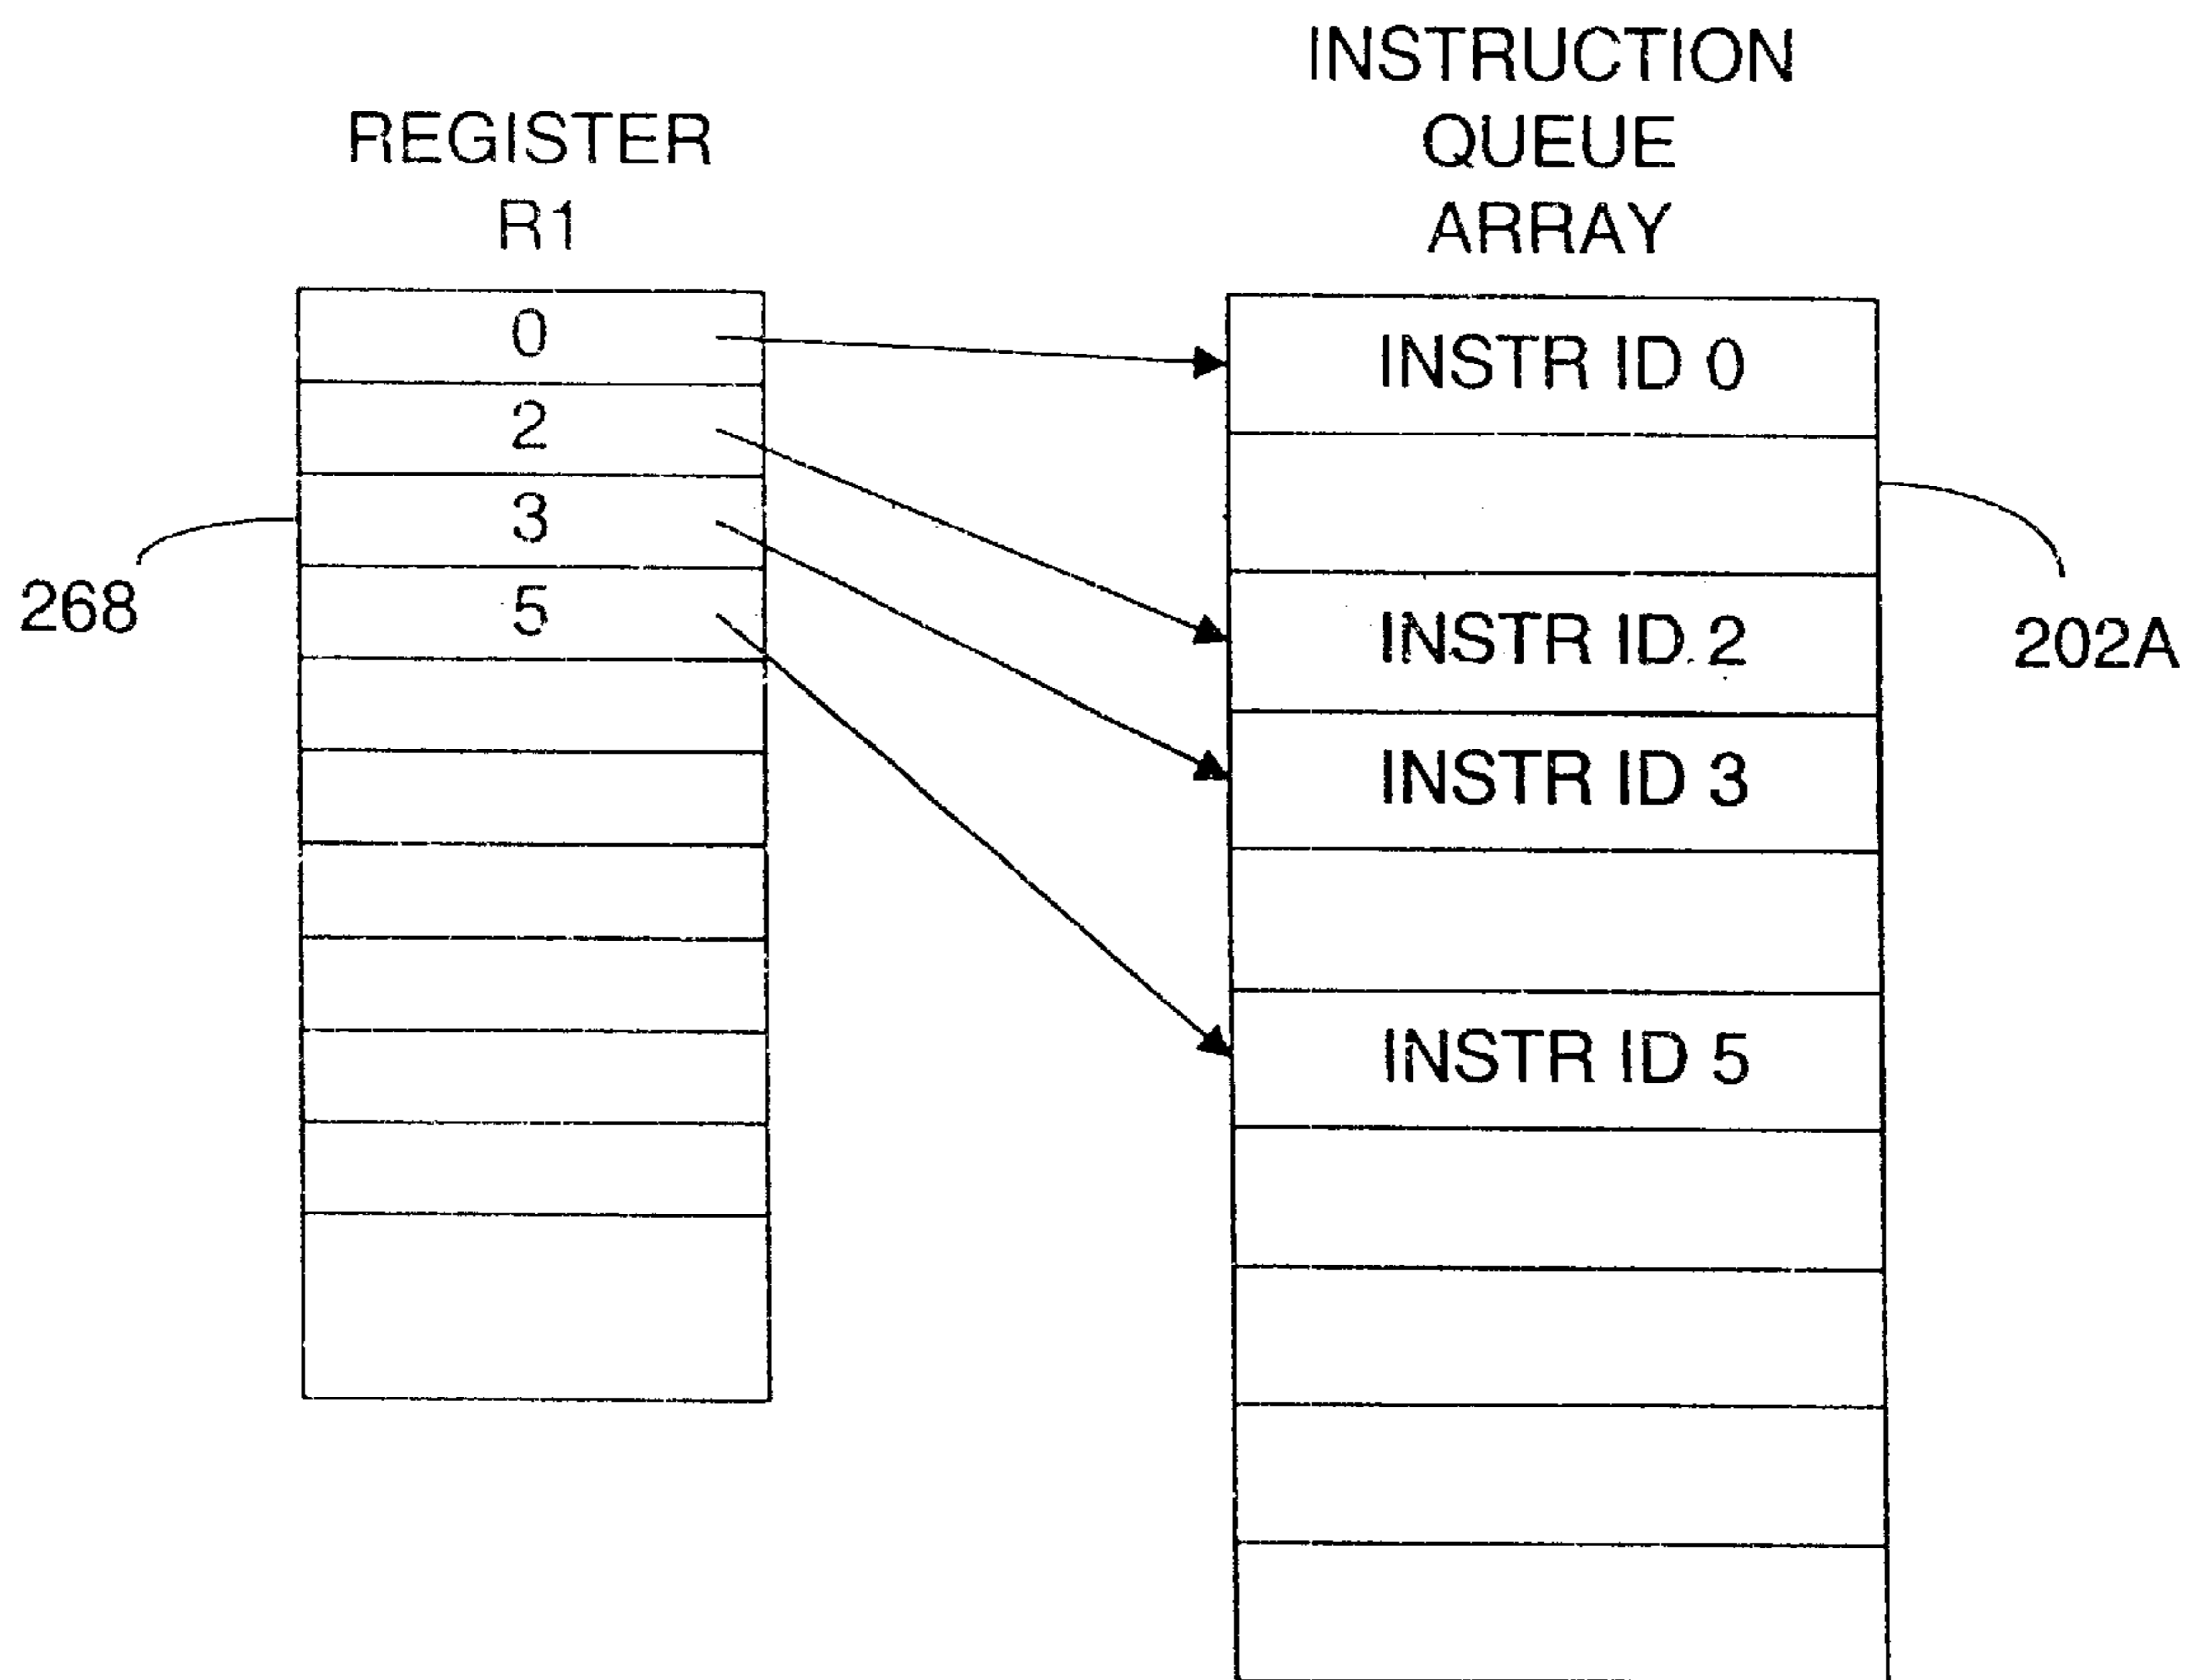 REGISTER
R1
0
2
3
5
268
INSTRUCTION
QUEUE
ARRAY
INSTR ID 0
INSTR ID 2
INSTR ID 3
INSTR ID 5
202A